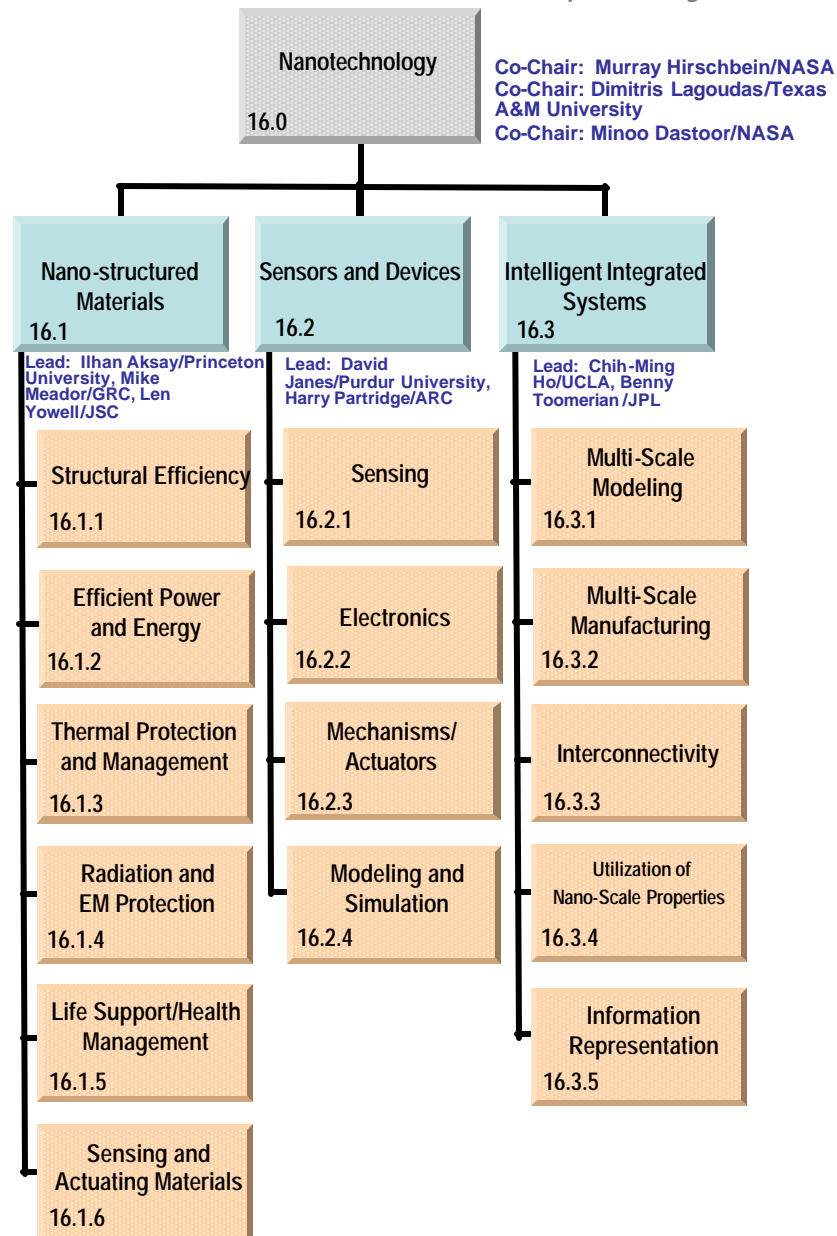 Nanotechnology
16.0
Co-Chair: Murray Hirschbein/NASA
Co-Chair: Dimitris Lagoudas/Texas
A&M University
Co-Chair: Minoo Dastoor/NASA
Nano-structured
Materials
16.1
Lead: Ilhan Aksay/Princeton
University, Mike
Meador/GRC, Len
Yowell/JSC
Structural Efficiency
16.1.1
Efficient Power
and Energy
16.1.2
Thermal Protection
and Management
16.1.3
Radiation and
EM Protection
16.1.4
Life Support/Health
Management
16.1.5
Sensing and
Actuating Materials
16.1.6
Sensors and Devices
16.2
Lead: David
Janes/Purdur University,
Harry Partridge/ARC
Sensing
16.2.1
Electronics
16.2.2
Mechanisms/
Actuators
16.2.3
Modeling and
Simulation
16.2.4
Intelligent Integrated
Systems
16.3
Lead: Chih-Ming
Ho/UCLA, Benny
Toomerian/JPL
Multi-Scale
Modeling
16.3.1
Multi-Scale
Manufacturing
16.3.2
Interconnectivity
16.3.3
Utilization of
Nano-Scale Properties
16.3.4
Information
Representation
16.3.5